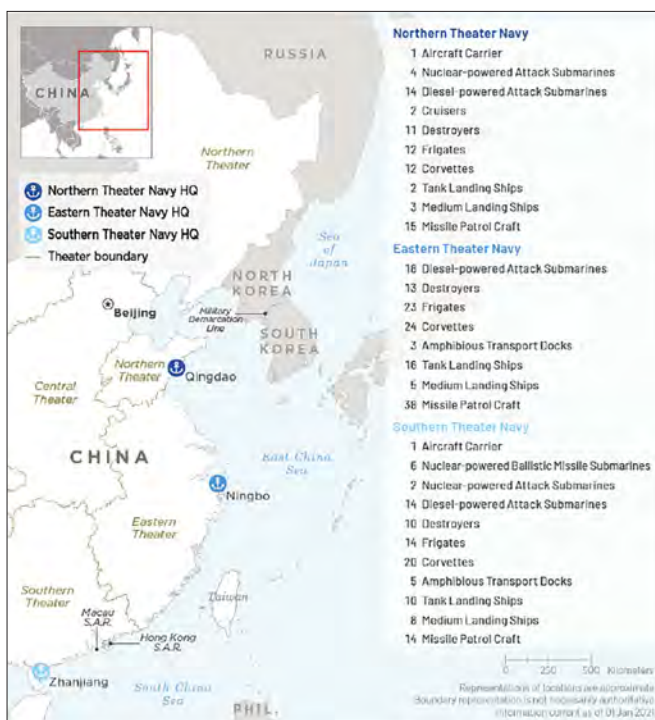 RUSSIA
CHINA
Northern
Theater
Northern Theater Navy HQ
Eastern Theater Navy HQ
Southern Theater Navy HQ
Theater boundary
Sea
of
Japan
NORTH
KOREA
Beijing
Military
Demarcation
Line
SOUTH
KOREA
Northern
Theater
Qingdao
Central
Theater
CHINA
East China
Sea
Ningbo
Eastern
Theater
Southern
Theater
Taiwan
Macau
S.A.R.
Hong Kong
S.A.R.
Zhanjiang
South China
Sea
PHIL.
Northern Theater Navy
1 Aircraft Carrier
4 Nuclear-powered Attack Submarines
14 Diesel-powered Attack Submarines
2 Cruisers
11 Destroyers
12 Frigates
12 Corvettes
2 Tank Landing Ships
3 Medium Landing Ships
15 Missile Patrol Craft
Eastern Theater Navy
Diesel-powered Attack Submarines
13 Destroyers
23 Frigates
24 Corvettes
3 Amphibious Transport Docks
Tank Landing Ships
Medium Landing Ships
Missile Patrol Craft
Southern Theater Navy
1 Aircraft Carrier
6 Nuclear-powered Ballistic Missile Submarines
2 Nuclear-powered Attack Submarines
14 Diesel-powered Attack Submarines
10 Destroyers
14 Frigates
20 Corvettes
5 Amphibious Transport Docks
10 Tank Landing Ships
8 Medium Landing Ships
14 Missile Patrol Craft
0 250 500 Kilometers
Representations of locations are approximate
Boundary representation is not necessarily authoritative
Information current as of 01 Jan 2021